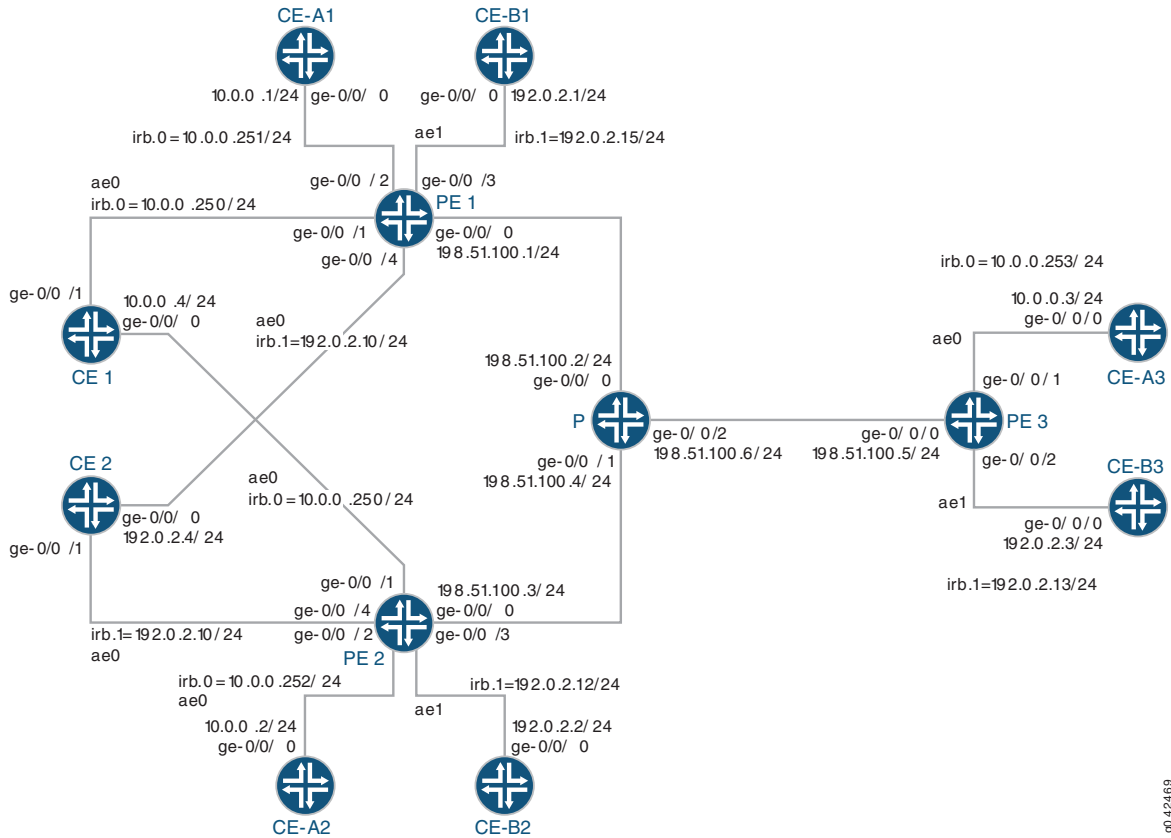 CE-A1
CE-B1
10.0.0 .1/24
ge-0/0/ 0
ge-0/0/ 0
192.0.2.1/24
irb.0=10.0.0 .251/24
ae1
irb.1=192.0.2.15/24
ae0
irb.0=10.0.0 .250/24
ge-0/0 /2
ge-0/0 /3
PE 1
ge-0/0 /1
ge-0/0/ 0
198.51.100 .1/24
ge-0/0 /4
irb.0=10.0.0.253/ 24
ge-0/0 /1
10.0.0 .4/24
ge-0/0/ 0
CE 1
ae0
irb.1=192.0.2.10/24
10.0.0.3/24
ge-0/ 0/0
ae0
CE-A3
198.51.100.2/24
ge-0/0/ 0
ge-0/ 0/1
P
PE 3
ge-0/ 0/2
198.51.100.6/24
ge-0/ 0/0
198.51.100.5/24
ge-0/0 /1
198.51.100.4/24
ge-0/ 0/2
CE 2
CE-B3
ae0
irb.0=10.0.0 .250/24
ae1
ge-0/0/ 0
192.0.2.4/24
ge-0/0 /1
ge-0/ 0/0
192.0.2.3/24
irb.1=192.0.2.13/24
ge-0/0 /1
198.51.100.3/24
ge-0/0 /4
ge-0/0/ 0
irb.1=192.0.2.10/24
ae0
ge-0/0 /2
ge-0/0 /3
PE 2
irb.0=10.0.0 .252/ 24
ae0
irb.1=192.0.2.12/24
ae1
10.0.0 .2/24
ge-0/0/ 0
192.0.2.2/24
ge-0/0/ 0
CE-A2
CE-B2
g042469